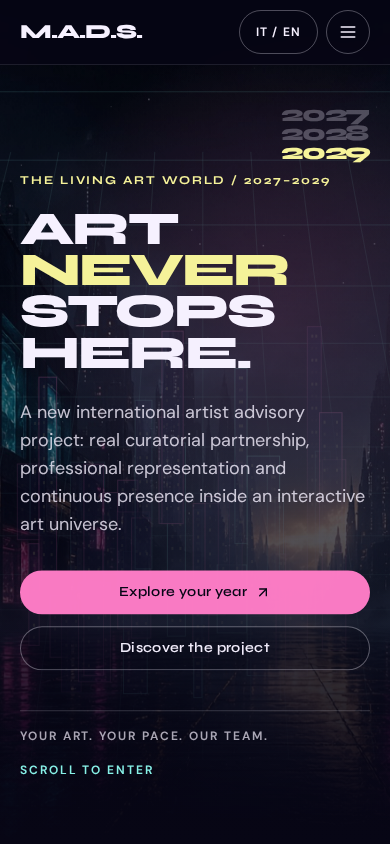 M.A.D.S.
IT / EN
2027
2028
2029
THE LIVING ART WORLD / 2027–2029
ART
NEVER
STOPS
HERE.
A new international artist advisory
project: real curatorial partnership,
professional representation and
continuous presence inside an interactive
art universe.
Explore your year
Discover the project
YOUR ART. YOUR PACE. OUR TEAM.
SCROLL TO ENTER